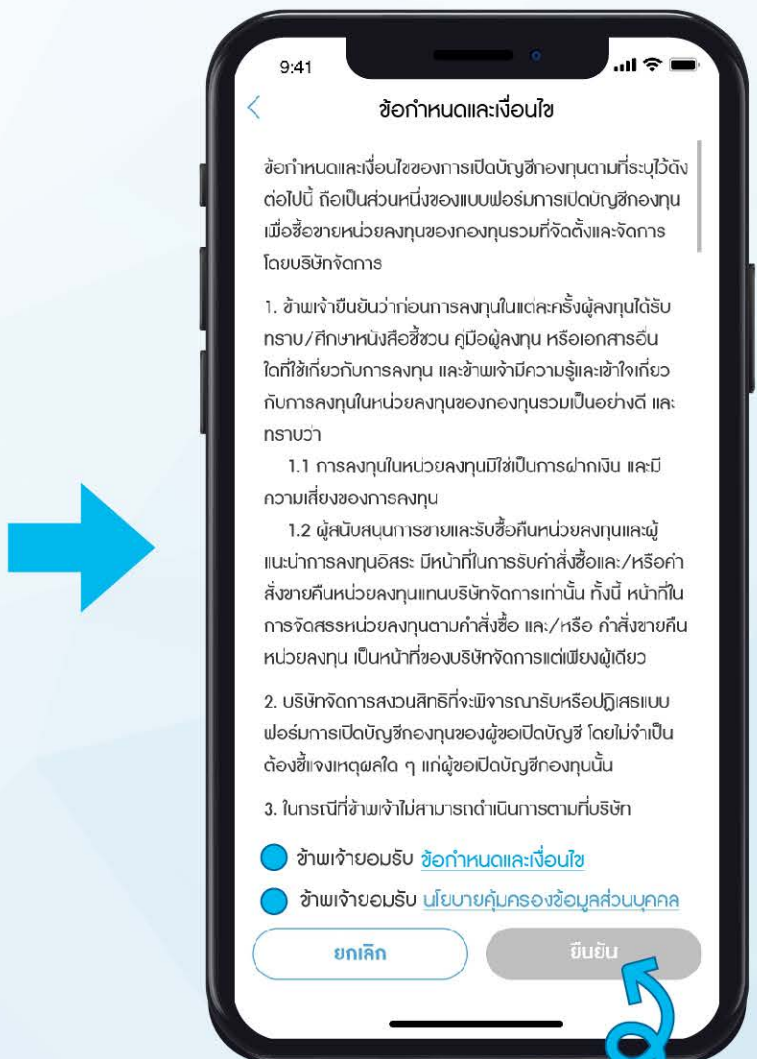 9:41
ข้อกำหนดและเงื่อนไข
ข้อกำหนดและเงื่อนไขของการเปิดบัญชีกองทุนตามที่ระบุไว้ดัง
ต่อไปนี้ ถือเป็นส่วนหนึ่งของแบบฟอร์มการเปิดบัญชีกองทุน
เพื่อซื้อขายหน่วยลงทุนของกองทุนรวมที่จัดตั้งและจัดการ
โดยบริษัทจัดการ
1. ข้าพเจ้ายืนยันว่าก่อนการลงทุนในแต่ละครั้งผู้ลงทุนได้รับ
ทราบ/ศึกษาหนังสือชี้ชวน คู่มือผู้ลงทุน หรือเอกสารอื่น
ใดที่ใช้เกี่ยวกับการลงทุน และข้าพเจ้ามีความรู้และเข้าใจเกี่ยว
กับการลงทุนในหน่วยลงทุนของกองทุนรวมเป็นอย่างดี และ
ทราบว่า
1.1 การลงทุนในหน่วยลงทุนมิใช่เป็นการฝากเงิน และมี
ความเสี่ยงของการลงทุน
1.2 ผู้สนับสนุนการขายและรับซื้อคืนหน่วยลงทุนและผู้
แนะนำการลงทุนอิสระ มีหน้าที่ในการรับคำสั่งซื้อและ/หรือคำ
สั่งขายคืนหน่วยลงทุนแทนบริษัทจัดการเท่านั้น ทั้งนี้ หน้าที่ใน
การจัดสรรหน่วยลงทุนตามคำสั่งซื้อ และ/หรือ คำสั่งขายคืน
หน่วยลงทุน เป็นหน้าที่ของบริษัทจัดการแต่เพียงผู้เดียว
2. บริษัทจัดการสงวนสิทธิที่จะพิจารณารับหรือปฏิเสธแบบ
ฟอร์มการเปิดบัญชีกองทุนของผู้ขอเปิดบัญชี โดยไม่จำเป็น
ต้องชี้แจงเหตุผลใด ๆ แก่ผู้ขอเปิดบัญชีกองทุนนั้น
3. ในกรณีที่ข้าพเจ้าไม่สามารถดำเนินการตามที่บริษัท
ข้าพเจ้ายอมรับ ข้อกำหนดและเงื่อนไข
ข้าพเจ้ายอมรับ นโยบายคุ้มครองข้อมูลส่วนบุคคล
ยกเลิก
ยืนยัน